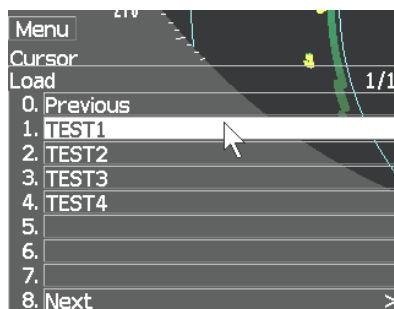 210
Menu
Cursor
Load 1/1
0. Previous
1. TEST1
2. TEST2
3. TEST3
4. TEST4
5.
6.
7.
8. Next >